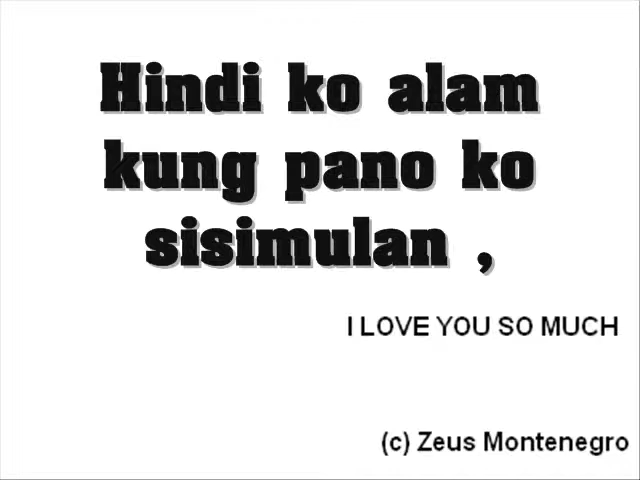 Hindi ko alam
kung pano ko
sisimulan ,
I LOVE YOU SO MUCH
(c) Zeus Montenegro